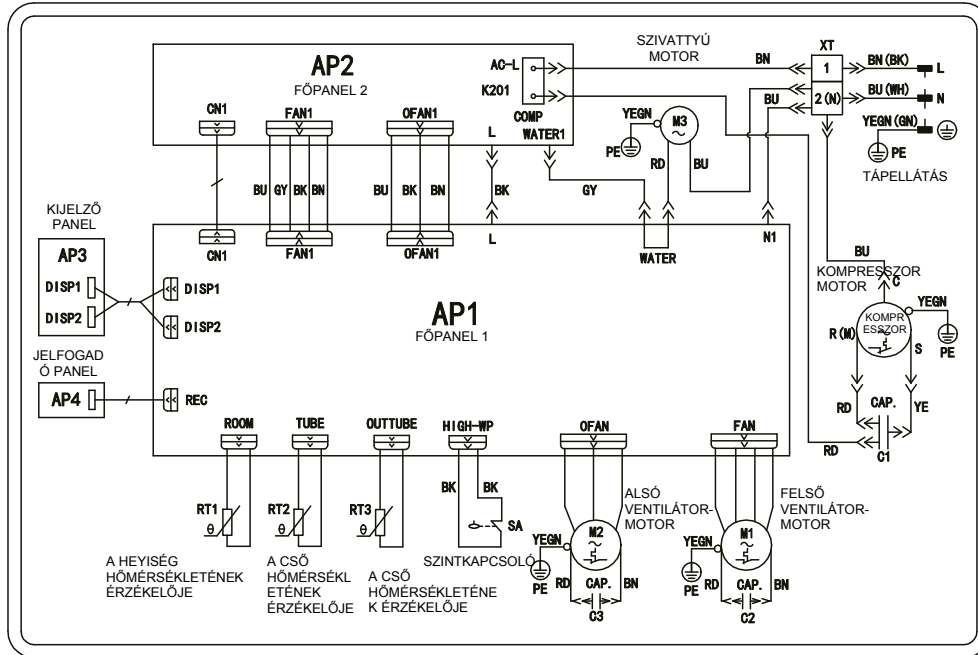 AP2
FŐPANEL 2
CN1
FAN1
OFAN1
AC-L
K201
COMP
L
WATER1
SZIVATTYÚ
MOTOR
BN
XT
1
2 (N)
BN (BK)
L
BU
BU (WH)
N
YEGN (GN)
PE
TÁPELLÁTÁS
YEGN
M3
PE
RD
BU
BU GY BK BN
BU BK BN
BK
GY
CN1
FAN1
OFAN1
L
WATER
N1
KIJELZŐ
PANEL
AP3
DISP1
DISP2
DISP1
DISP2
AP1
FŐPANEL 1
JELFOGAD
Ó PANEL
AP4
REC
BU
KOMPRESSZOR
MOTOR
C
YEGN
KOMPR
ESSZOR
R (M)
S
PE
RD
CAP.
YE
RD
C1
ROOM
TUBE
OUTTUBE
HIGH-WP
OFAN
FAN
RT1
θ
RT2
θ
RT3
θ
BK
BK
SA
A HEYISÉG
HŐMÉRSÉKLETÉNEK
ÉRZÉKELŐJE
A CSŐ
HŐMÉRSÉKL
ETÉNEK
ÉRZÉKELŐJE
A CSŐ
HŐMÉRSÉKLETÉNE
K ÉRZÉKELŐJE
SZINTKAPCSOLÓ
ALSÓ
VENTILÁTOR-
MOTOR
YEGN
M2
PE
RD
CAP.
BN
C3
FELSŐ
VENTILÁTOR-
MOTOR
YEGN
M1
PE
RD
CAP.
BN
C2